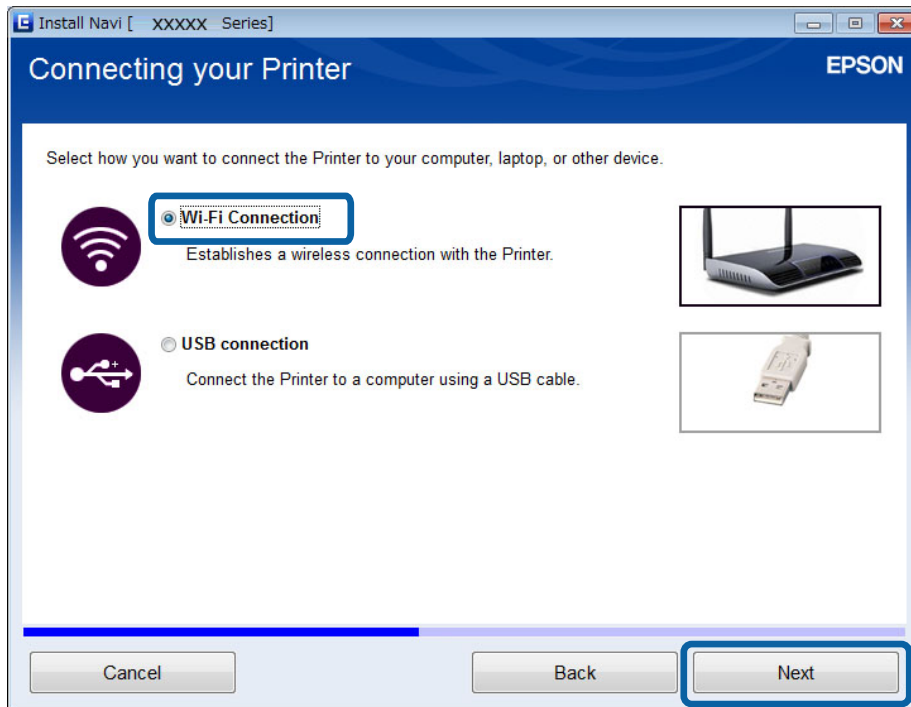 Install Navi [ XXXXX Series]
Connecting your Printer
EPSON
Select how you want to connect the Printer to your computer, laptop, or other device.
Wi-Fi Connection
Establishes a wireless connection with the Printer.
USB connection
Connect the Printer to a computer using a USB cable.
Cancel
Back
Next